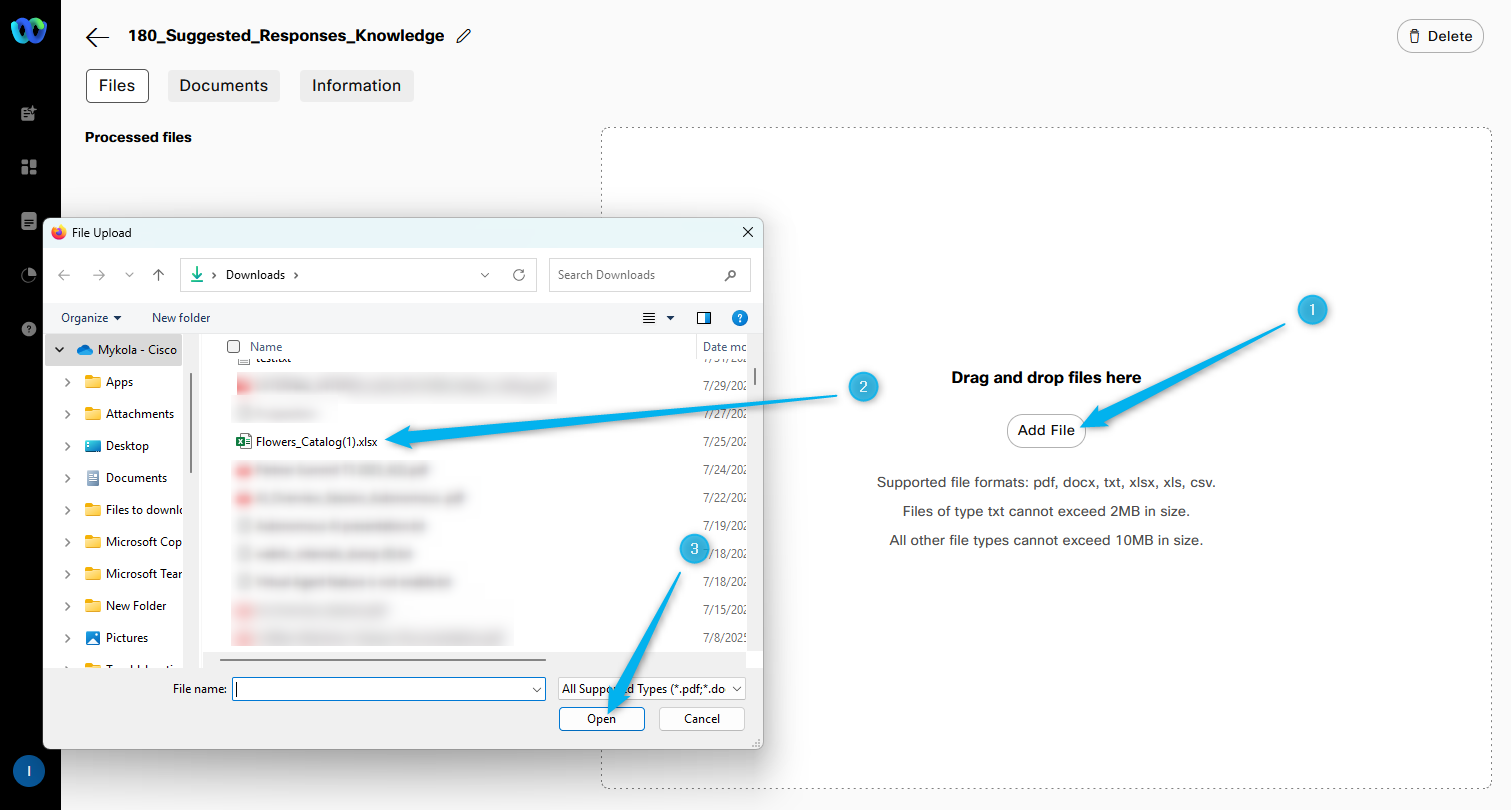 180_Suggested_Responses_Knowledge
Delete
Files
Documents
Information
Processed files
File Upload
Downloads
Search Downloads
Organize
New folder
Mykola - Cisco
Apps
Attachments
Desktop
Documents
Files to downlo
Microsoft Cop
Microsoft Tear
New Folder
Pictures
Name
Date mo
test.txt
7/31/202
7/29/202
7/27/202
Flowers_Catalog(1).xlsx
7/25/202
7/24/202
7/22/202
7/19/202
7/18/202
7/18/202
7/15/202
7/8/2025
File name:
All Supported Types (*.pdf;*.do
Open
Cancel
1
2
3
Drag and drop files here
Add File
Supported file formats: pdf, docx, txt, xlsx, xls, csv.
Files of type txt cannot exceed 2MB in size.
All other file types cannot exceed 10MB in size.
I